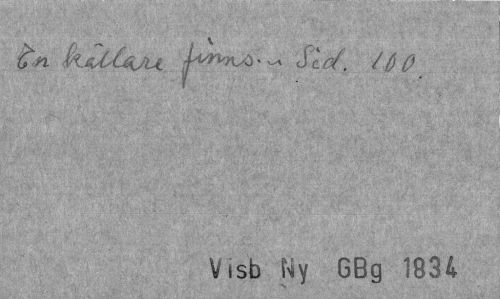 En källare finns... Sid. 100.
Visb Ny GBg 1834